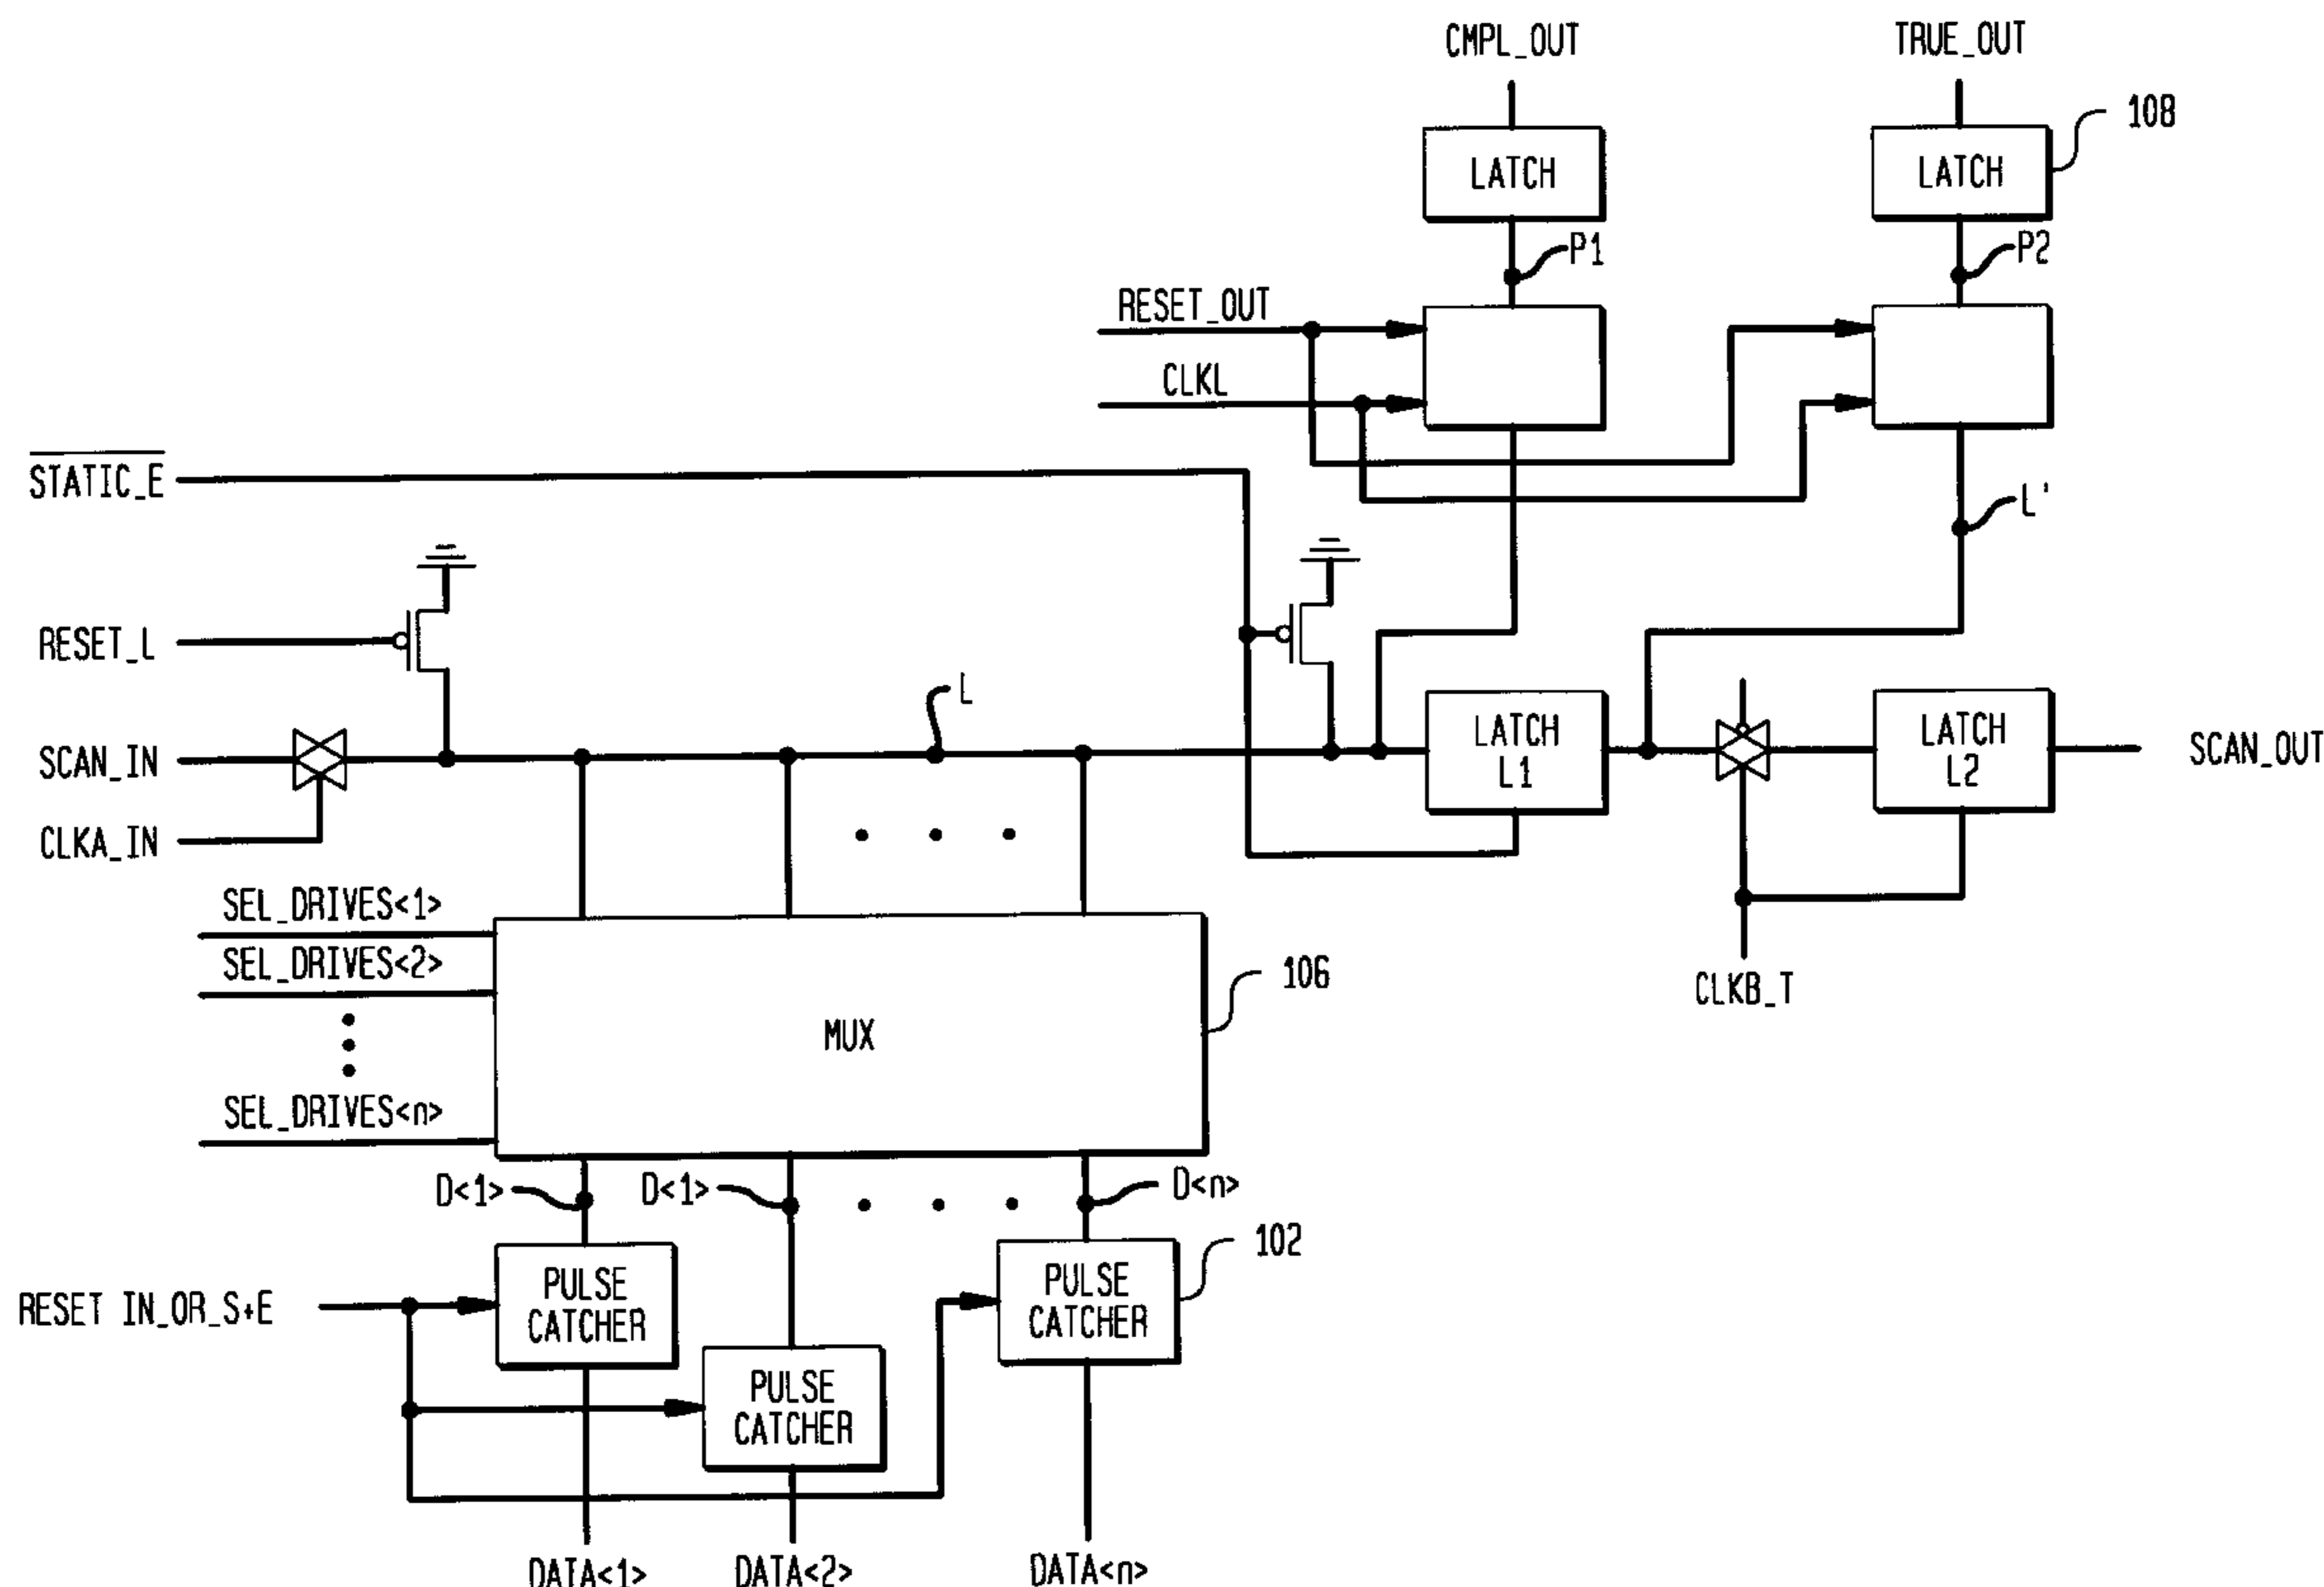 CMPL_OUT
TRUE_OUT
108
LATCH
LATCH
P1
P2
RESET_OUT
CLKL
STATIC_E
L'
RESET_L
L
SCAN_IN
LATCH
L1
LATCH
L2
SCAN_OUT
CLKA_IN
SEL_DRIVES<1>
SEL_DRIVES<2>
106
CLKB_T
MUX
SEL_DRIVES<n>
D<1>
D<1>
D<n>
102
RESET IN_OR_S+E
PULSE
CATCHER
PULSE
CATCHER
PULSE
CATCHER
DATA<1>
DATA<2>
DATA<n>